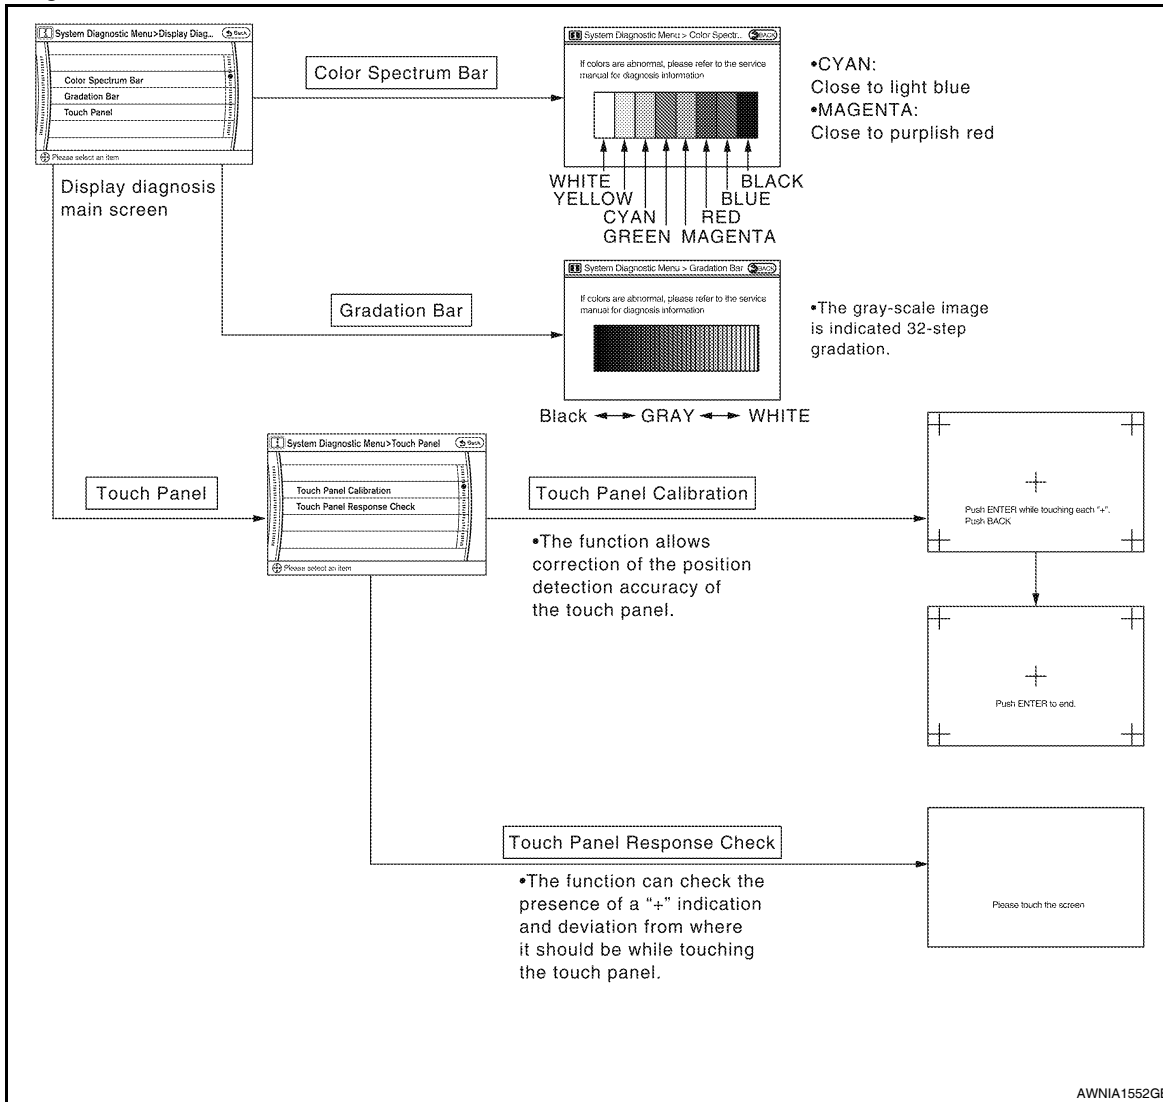 System Diagnostic Menu>Display Diag... Back
Color Spectrum Bar
Gradation Bar
Touch Panel
Please select an item
Display diagnosis
main screen
Color Spectrum Bar
System Diagnostic Menu > Color Spectr.. BACK
If colors are abnormal, please refer to the service
manual for diagnosis information
WHITE
YELLOW
CYAN
GREEN
MAGENTA
RED
BLUE
BLACK
•CYAN:
Close to light blue
•MAGENTA:
Close to purplish red
Gradation Bar
System Diagnostic Menu > Gradation Bar BACK
If colors are abnormal, please refer to the service
manual for diagnosis information
Black GRAY WHITE
•The gray-scale image
is indicated 32-step
gradation.
Touch Panel
System Diagnostic Menu>Touch Panel Back
Touch Panel Calibration
Touch Panel Response Check
Please select an item
Touch Panel Calibration
•The function allows
correction of the position
detection accuracy of
the touch panel.
Push ENTER while touching each "+".
Push BACK
Push ENTER to end.
Touch Panel Response Check
•The function can check the
presence of a “+” indication
and deviation from where
it should be while touching
the touch panel.
Please touch the screen